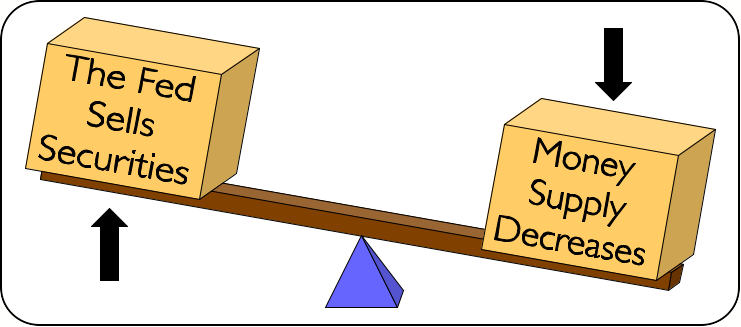 The Fed
Sells
Securities
Money
Supply
Decreases